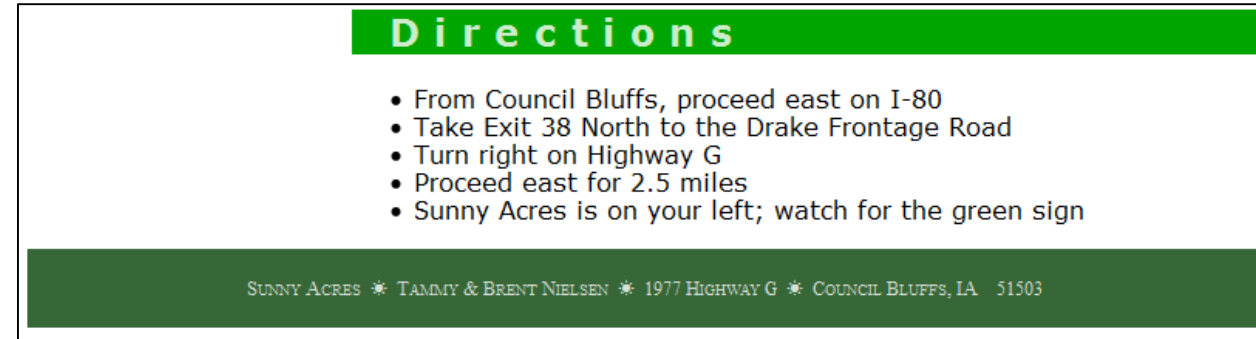 Directions
• From Council Bluffs, proceed east on I-80
• Take Exit 38 North to the Drake Frontage Road
• Turn right on Highway G
• Proceed east for 2.5 miles
• Sunny Acres is on your left; watch for the green sign
Sunny Acres ☀ Tammy & Brent Nielsen ☀ 1977 Highway G ☀ Council Bluffs, IA 51503